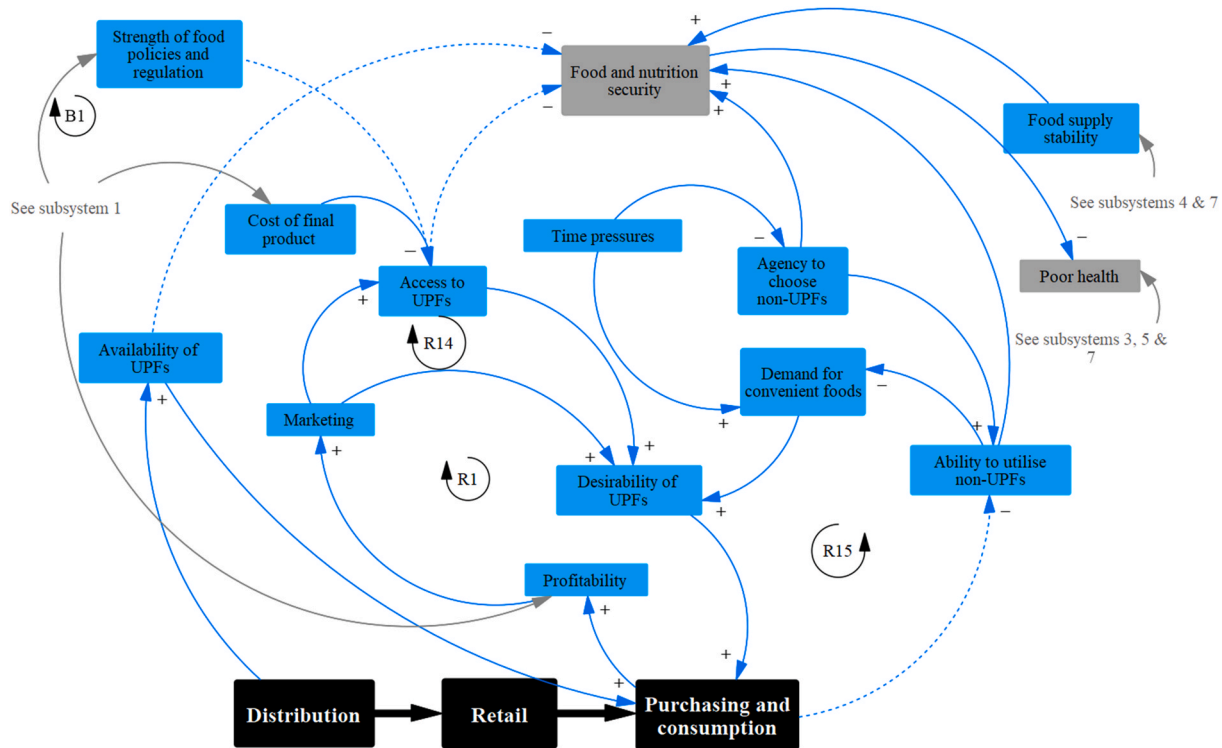 Strength of food
policies and
regulation
B1
See subsystem 1
Cost of final
product
+
−
−
Food and nutrition
security
+
+
Food supply
stability
See subsystems 4 & 7
Time pressures
−
Agency to
choose
non-UPFs
−
Poor health
See subsystems 3, 5 &
7
−
Access to
UPFs
+
R14
Availability of
UPFs
+
Marketing
+
Demand for
convenient foods
+
−
+
Ability to utilise
non-UPFs
−
R1
+
+
Desirability of
UPFs
+
R15
Profitability
+
+
+
Distribution
Retail
Purchasing and
consumption